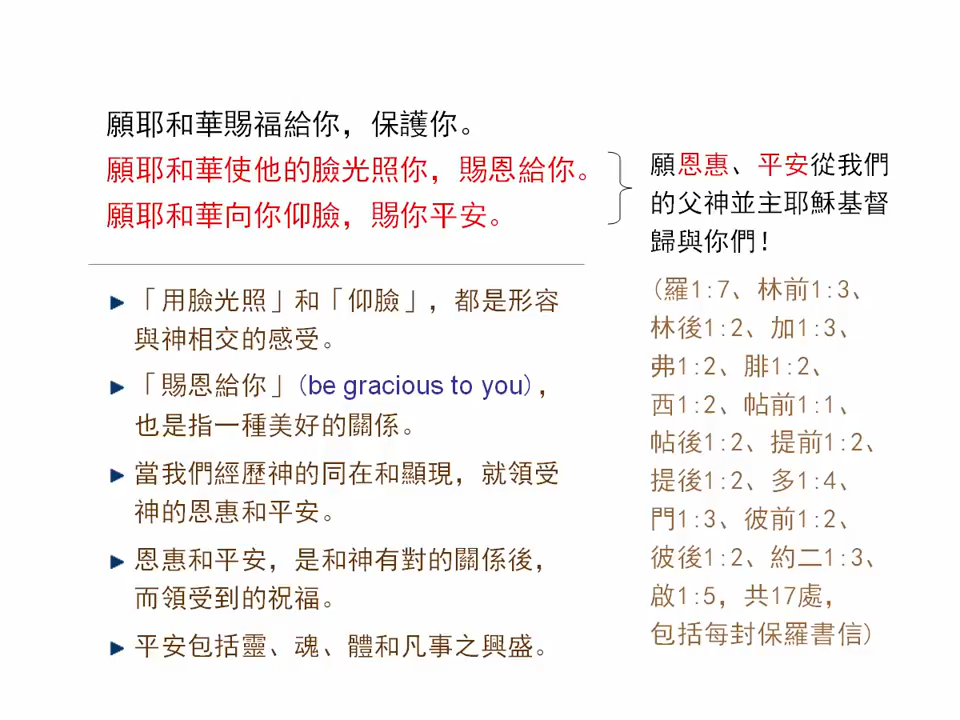 願耶和華賜福給你，保護你。
願耶和華使他的臉光照你，賜恩給你。
願耶和華向你仰臉，賜你平安。
願恩惠、平安從我們
的父神並主耶穌基督
歸與你們！
「用臉光照」和「仰臉」，都是形容
與神相交的感受。
「賜恩給你」(be gracious to you)，
也是指一種美好的關係。
當我們經歷神的同在和顯現，就領受
神的恩惠和平安。
恩惠和平安，是和神有對的關係後，
而領受到的祝福。
平安包括靈、魂、體和凡事之興盛。
(羅1:7、林前1:3、
林後1:2、加1:3、
弗1:2、腓1:2、
西1:2、帖前1:1、
帖後1:2、提前1:2、
提後1:2、多1:4、
門1:3、彼前1:2、
彼後1:2、約二1:3、
啟1:5，共17處，
包括每封保羅書信)